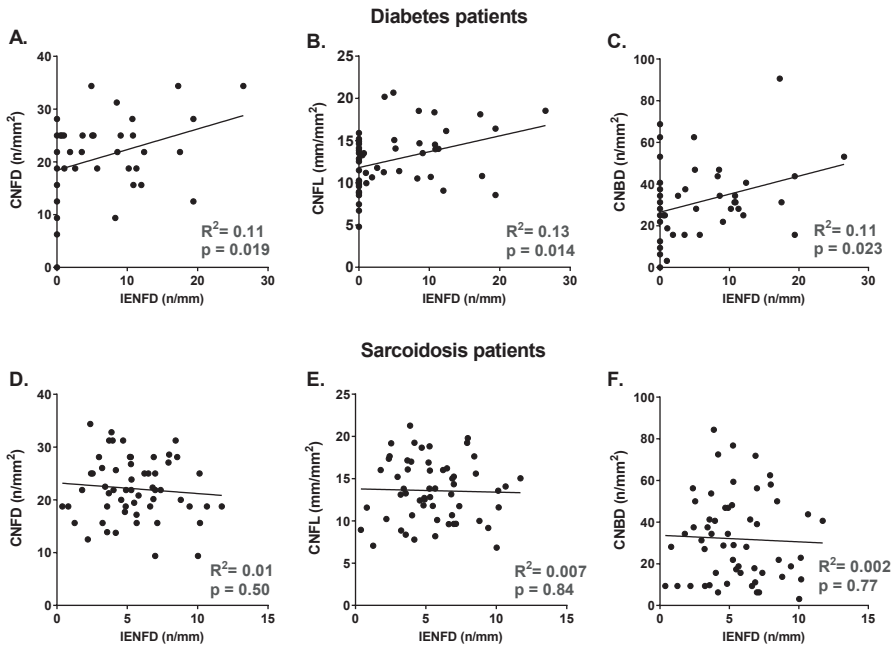 Diabetes patients
A.
CNFD (n/mm²)
40
30
20
10
0
0 10 20 30
IENFD (n/mm)
R²= 0.11
p = 0.019
B.
CNFL (mm/mm²)
25
20
15
10
5
0
0 10 20 30
IENFD (n/mm)
R²= 0.13
p = 0.014
C.
CNBD (n/mm²)
100
80
60
40
20
0
0 10 20 30
IENFD (n/mm)
R²= 0.11
p = 0.023
Sarcoidosis patients
D.
CNFD (n/mm²)
40
30
20
10
0
0 5 10 15
IENFD (n/mm)
R²= 0.01
p = 0.50
E.
CNFL (mm/mm²)
25
20
15
10
5
0
0 5 10 15
IENFD (n/mm)
R²= 0.007
p = 0.84
F.
CNBD (n/mm²)
100
80
60
40
20
0
0 5 10 15
IENFD (n/mm)
R²= 0.002
p = 0.77